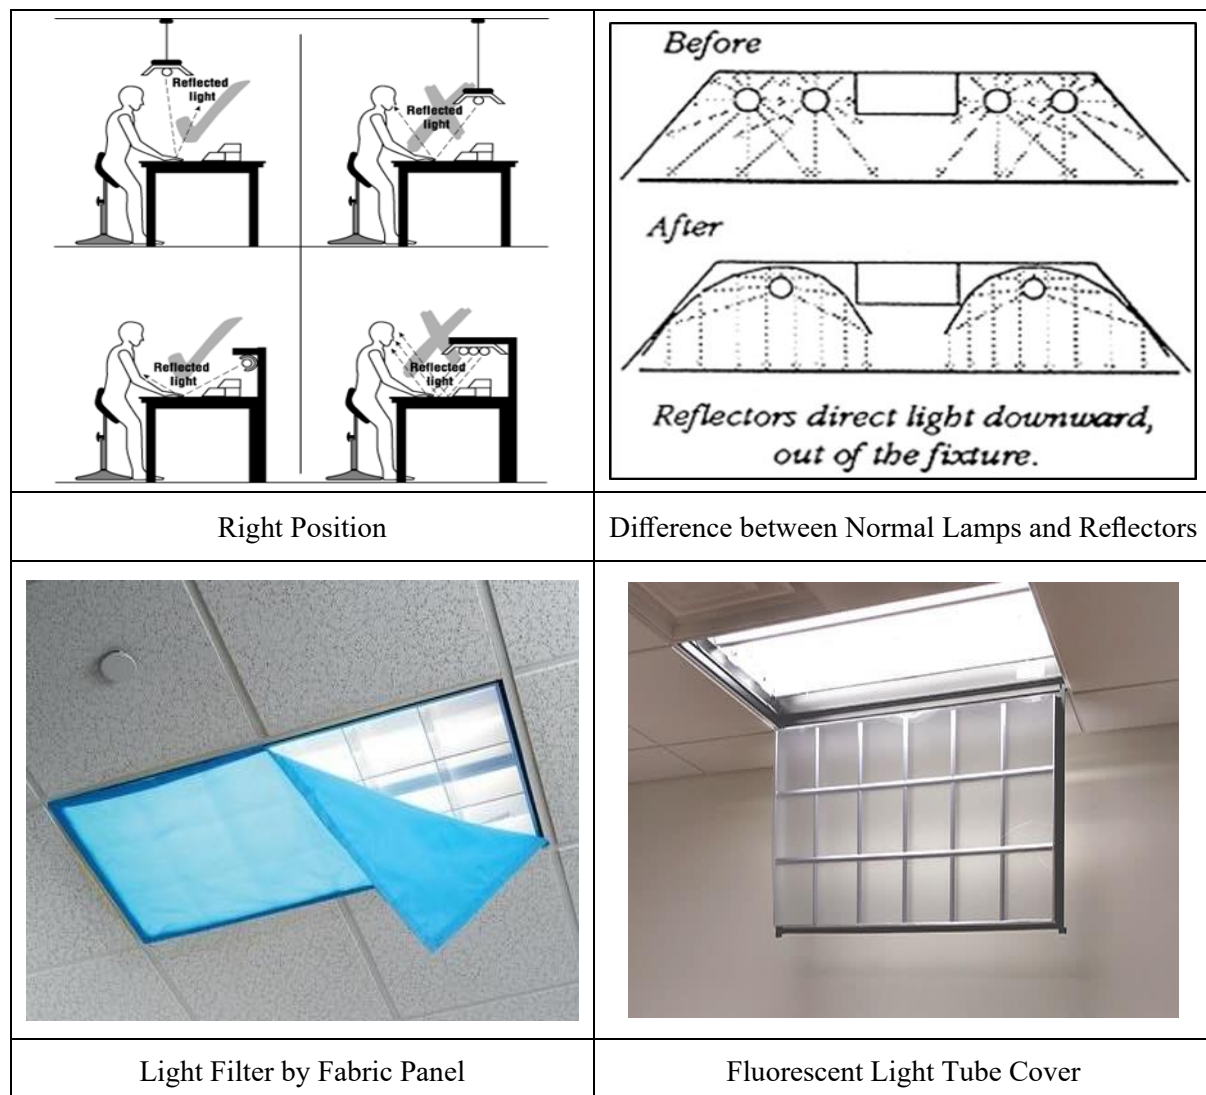 Reflected
light
Reflected
light
Reflected
light
Reflected
light
Before
After
Reflectors direct light downward,
out of the fixture.
Right Position
Difference between Normal Lamps and Reflectors
Light Filter by Fabric Panel
Fluorescent Light Tube Cover